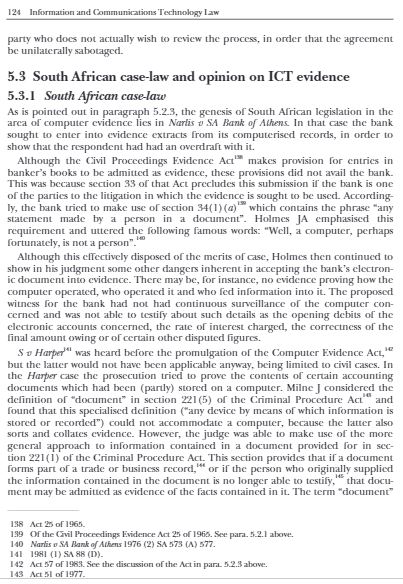 124 Information and Communications Technology Law
party who does not actually wish to review the process, in order that the agreement
be unilaterally sabotaged.
5.3 South African case-law and opinion on ICT evidence
5.3.1 South African case-law
As is pointed out in paragraph 5.2.3, the genesis of South African legislation in the
area of computer evidence lies in Narlis v SA Bank of Athens. In that case the bank
sought to enter into evidence extracts from its computerised records, in order to
show that the respondent had had an overdraft with it.
Although the Civil Proceedings Evidence Act138 makes provision for entries in
banker's books to be admitted as evidence, these provisions did not avail the bank.
This was because section 33 of that Act precludes this submission if the bank is one
of the parties to the litigation in which the evidence is sought to be used. According-
ly, the bank tried to make use of section 34(1)(a)139 which contains the phrase “any
statement made by a person in a document”. Holmes JA emphasised this
requirement and uttered the following famous words: “Well, a computer, perhaps
fortunately, is not a person”.140
Although this effectively disposed of the merits of case, Holmes then continued to
show in his judgment some other dangers inherent in accepting the bank's electron-
ic document into evidence. There may be, for instance, no evidence proving how the
computer operated, who operated it and who fed information into it. The proposed
witness for the bank had not had continuous surveillance of the computer con-
cerned and was not able to testify about such details as the opening debits of the
electronic accounts concerned, the rate of interest charged, the correctness of the
final amount owing or of certain other disputed figures.
S v Harper141 was heard before the promulgation of the Computer Evidence Act,142
but the latter would not have been applicable anyway, being limited to civil cases. In
the Harper case the prosecution tried to prove the contents of certain accounting
documents which had been (partly) stored on a computer. Milne J considered the
definition of “document” in section 221(5) of the Criminal Procedure Act143 and
found that this specialised definition (“any device by means of which information is
stored or recorded”) could not accommodate a computer, because the latter also
sorts and collates evidence. However, the judge was able to make use of the more
general approach to information contained in a document provided for in sec-
tion 221(1) of the Criminal Procedure Act. This section provides that if a document
forms part of a trade or business record,144 or if the person who originally supplied
the information contained in the document is no longer able to testify,145 that docu-
ment may be admitted as evidence of the facts contained in it. The term “document”
138 Act 25 of 1965.
139 Of the Civil Proceedings Evidence Act 25 of 1965. See para. 5.2.1 above.
140 Narlis v SA Bank of Athens 1976 (2) SA 573 (A) 577.
141 1981 (1) SA 88 (D).
142 Act 57 of 1983. See the discussion of the Act in para. 5.2.3 above.
143 Act 51 of 1977.